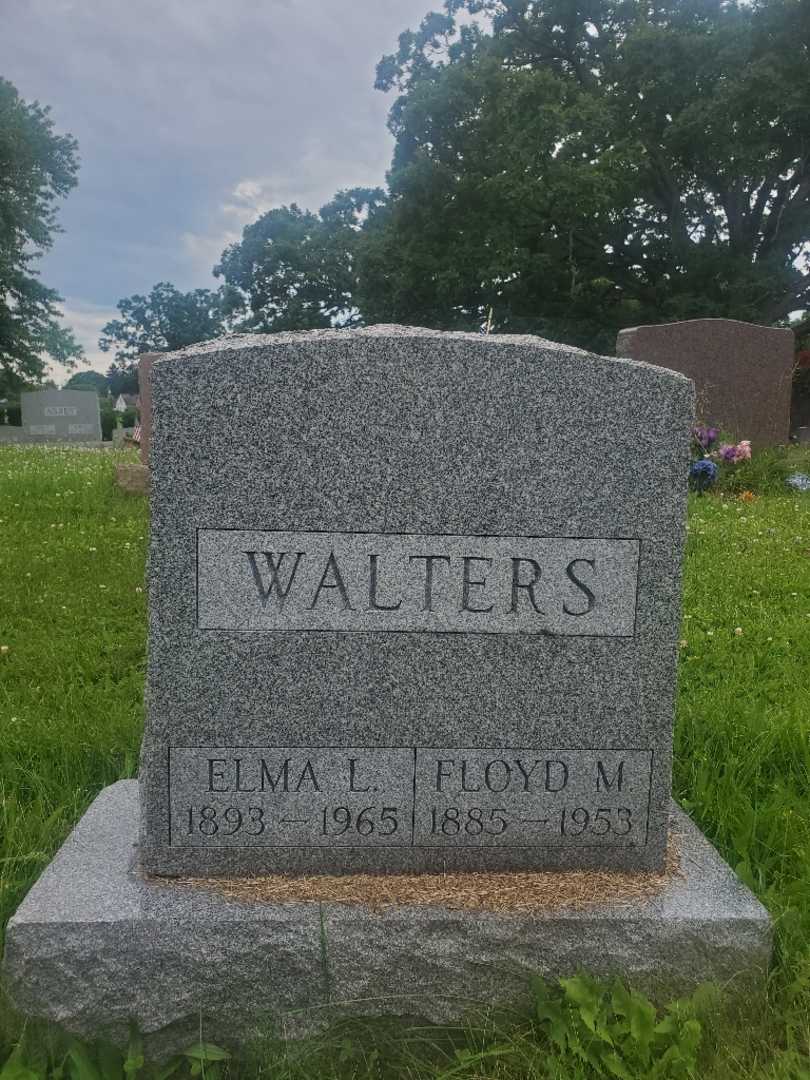 WALTERS
ELMA L.
1893 — 1965
FLOYD M.
1885 — 1953